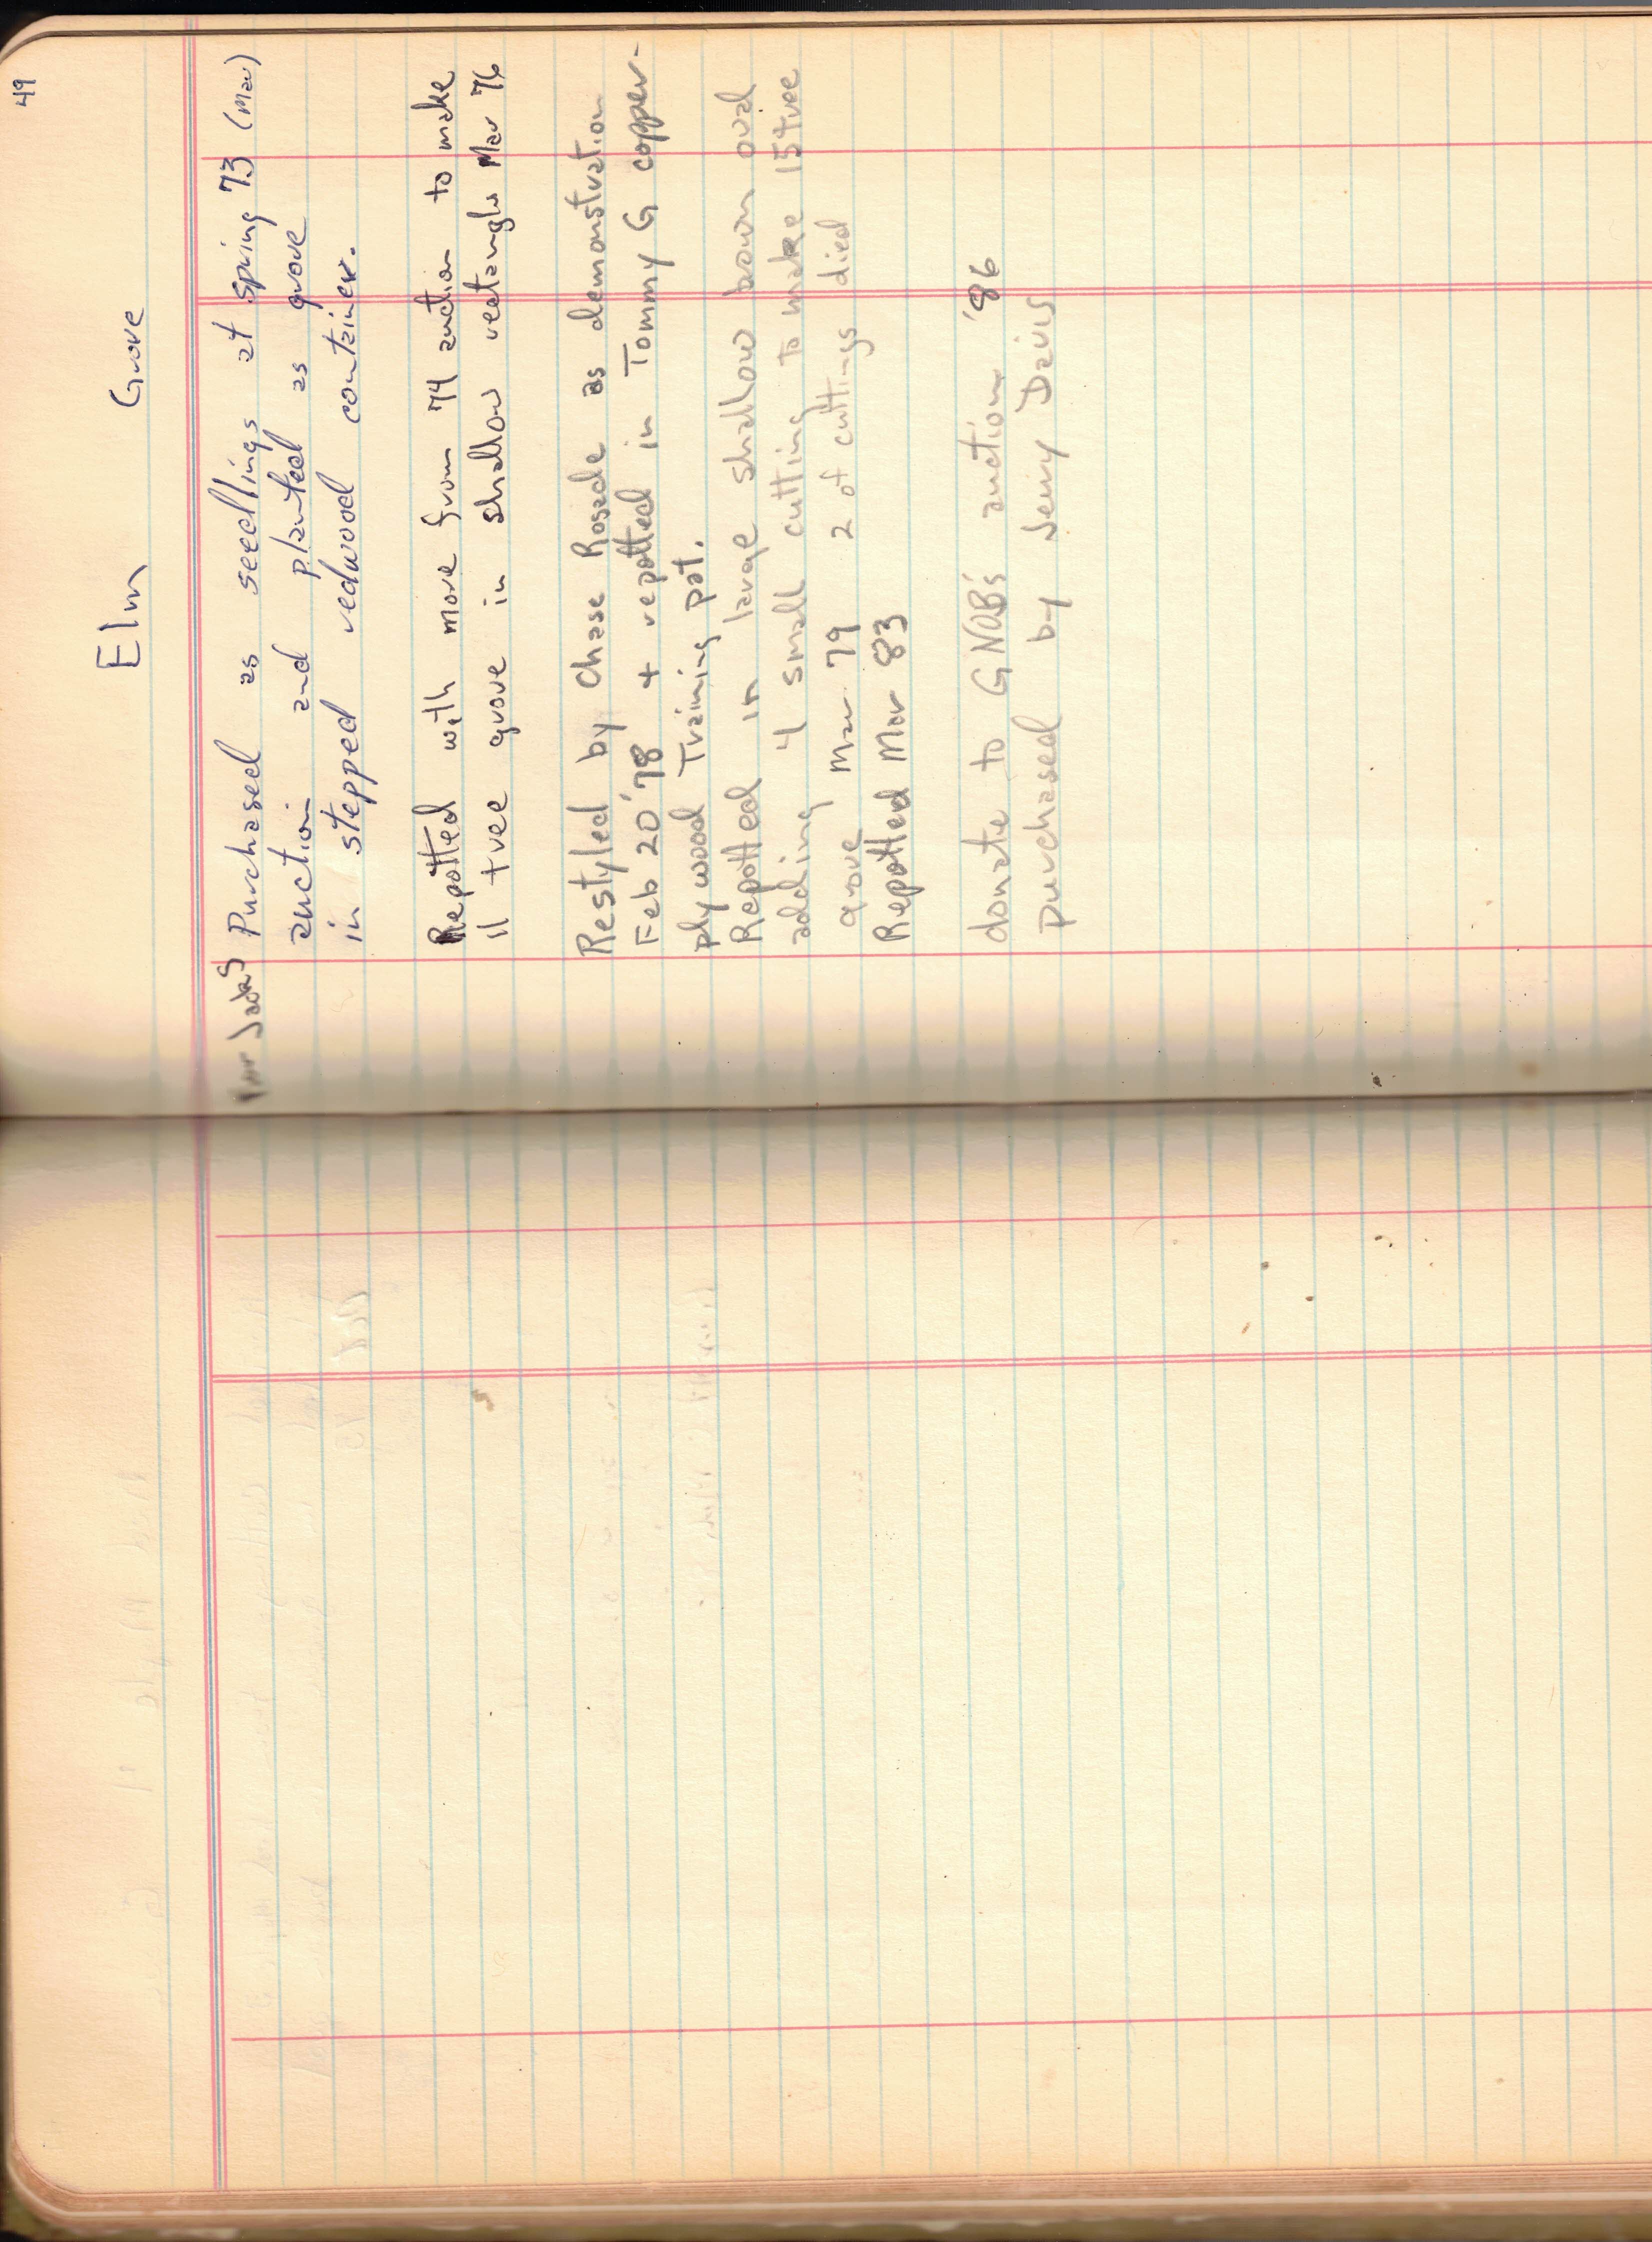 49
Elm Grove
Jack S Purchased as seedlings at spring 73 (Mar)
auction and planted as grove
in stepped redwood container.
Repotted with more from 74 auction to make
11 tree grove in shallow rectangle Mar 76
Restyled by Chase Rosade as demonstration
Feb 20 '78 + repotted in Tommy G copper-
plywood Training pot.
Repotted in large shallow brown oval
adding 4 small cutting to make 15 tree
grove Mar 79 2 of cuttings died
Repotted Mar 83
donate to GNOB's auction '86
purchased by Jerry Davis